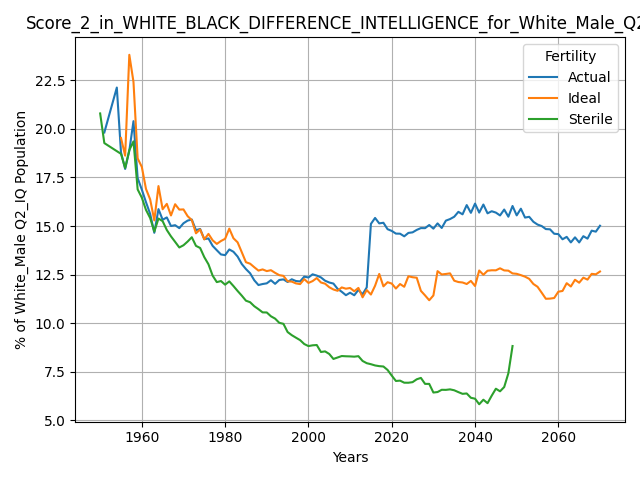 Score_2_in_WHITE_BLACK_DIFFERENCE_INTELLIGENCE_for_White_Male_Q2
Fertility
Actual
Ideal
Sterile
% of White_Male Q2_IQ Population
22.5
20.0
17.5
15.0
12.5
10.0
7.5
5.0
1960 1980 2000 2020 2040 2060
Years